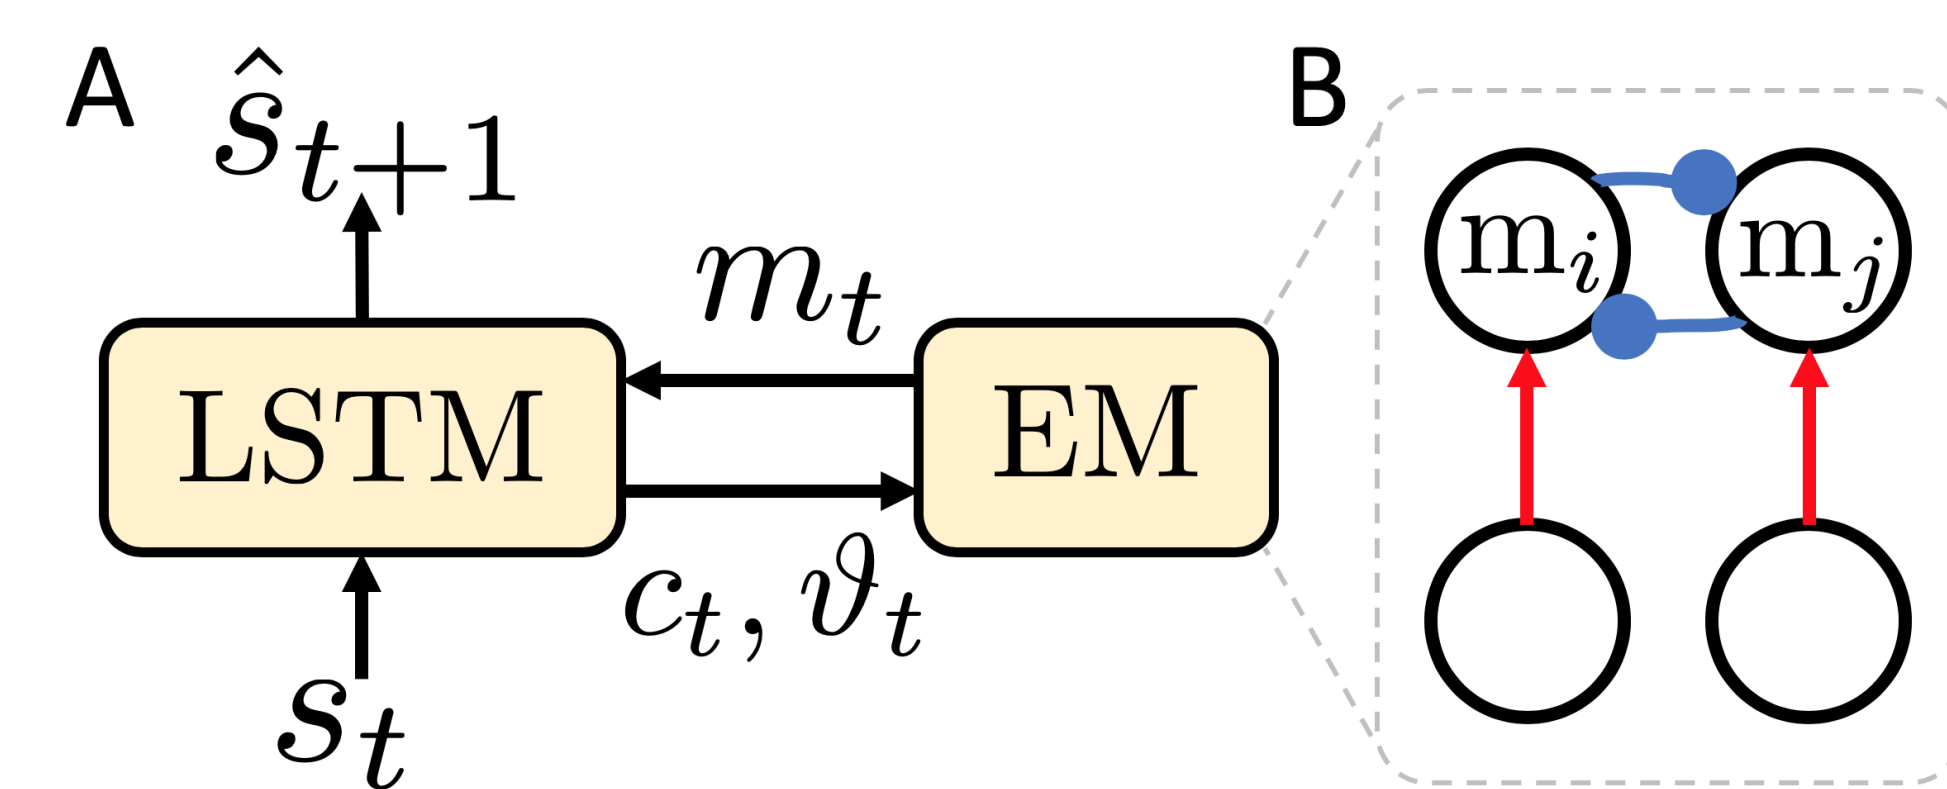 A
ŝ_{t+1}
B
m_t
m_i
m_j
LSTM
EM
c_t, ϑ_t
s_t